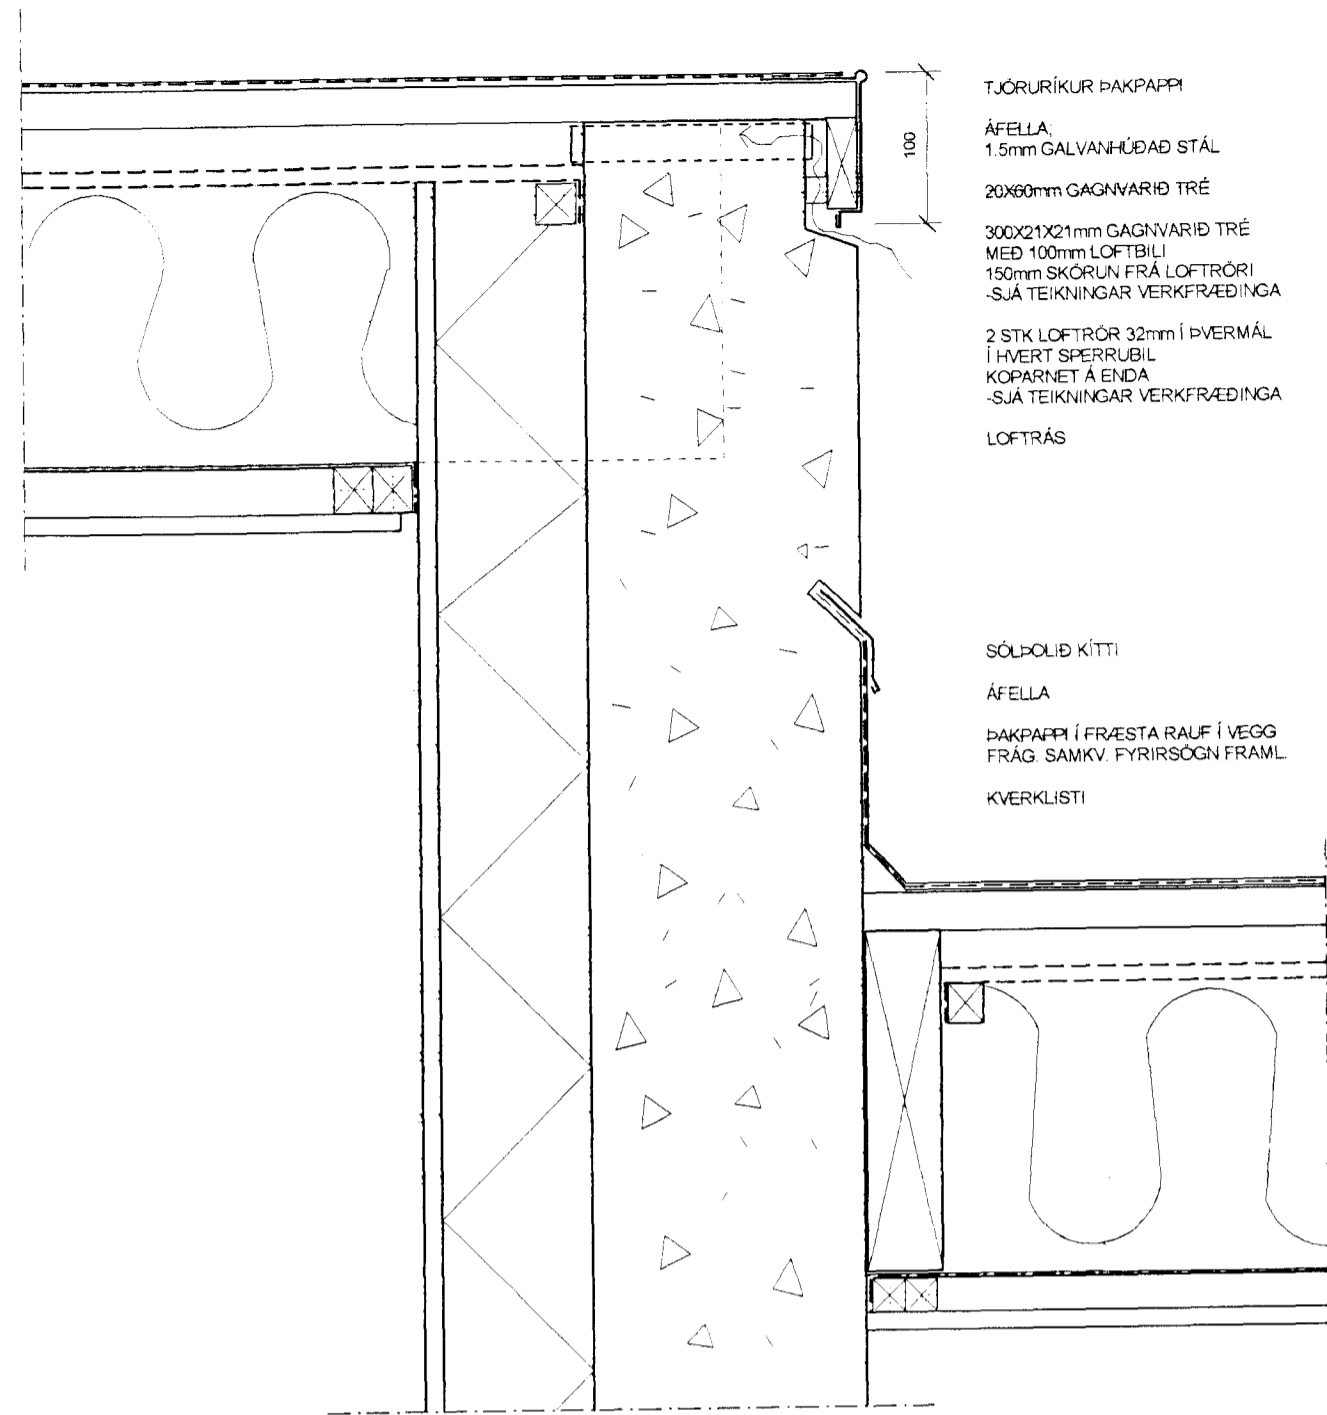 TJÖRURÍKUR ÞAKPAPPI
ÁFELLA;
1.5mm GALVANHÚÐAÐ STÁL
20X60mm GAGNVARIÐ TRÉ
300X21X21mm GAGNVARIÐ TRÉ
MEÐ 100mm LOFTBILI
150mm SKÖRUN FRÁ LOFTRÖRI
-SJÁ TEIKNINGAR VERKFRÆÐINGA
2 STK LOFTRÖR 32mm Í ÞVERMÁL
Í HVERT SPERRUBIL
KOPARNET Á ENDA
-SJÁ TEIKNINGAR VERKFRÆÐINGA
LOFTRÁS
100
SÓLÞOLIÐ KÍTTI
ÁFELLA
ÞAKPAPPI Í FRÆSTA RAUF Í VEGG
FRÁG. SAMKV. FYRIRSÖGN FRAML.
KVERKLISTI